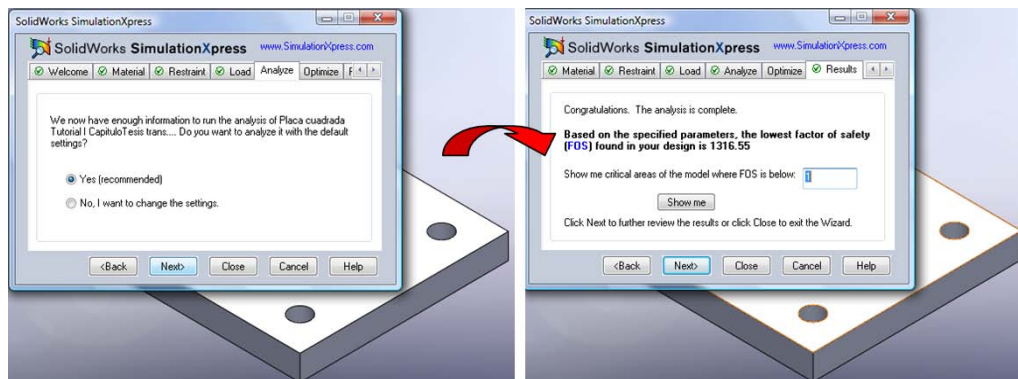 SolidWorks SimulationXpress
SolidWorks SimulationXpress www.SimulationXpress.com
Welcome Material Restraint Load Analyze Optimize F
We now have enough information to run the analysis of Placa cuadrada
Tutorial I CapituloTesis trans.... Do you want to analyze it with the default
settings?
Yes (recommended)
No, I want to change the settings.
<Back Next> Close Cancel Help
SolidWorks SimulationXpress
SolidWorks SimulationXpress www.SimulationXpress.com
Material Restraint Load Analyze Optimize Results
Congratulations. The analysis is complete.
Based on the specified parameters, the lowest factor of safety
(FOS) found in your design is 1316.55
Show me critical areas of the model where FOS is below: 1
Show me
Click Next to further review the results or click Close to exit the Wizard.
<Back Next> Close Cancel Help